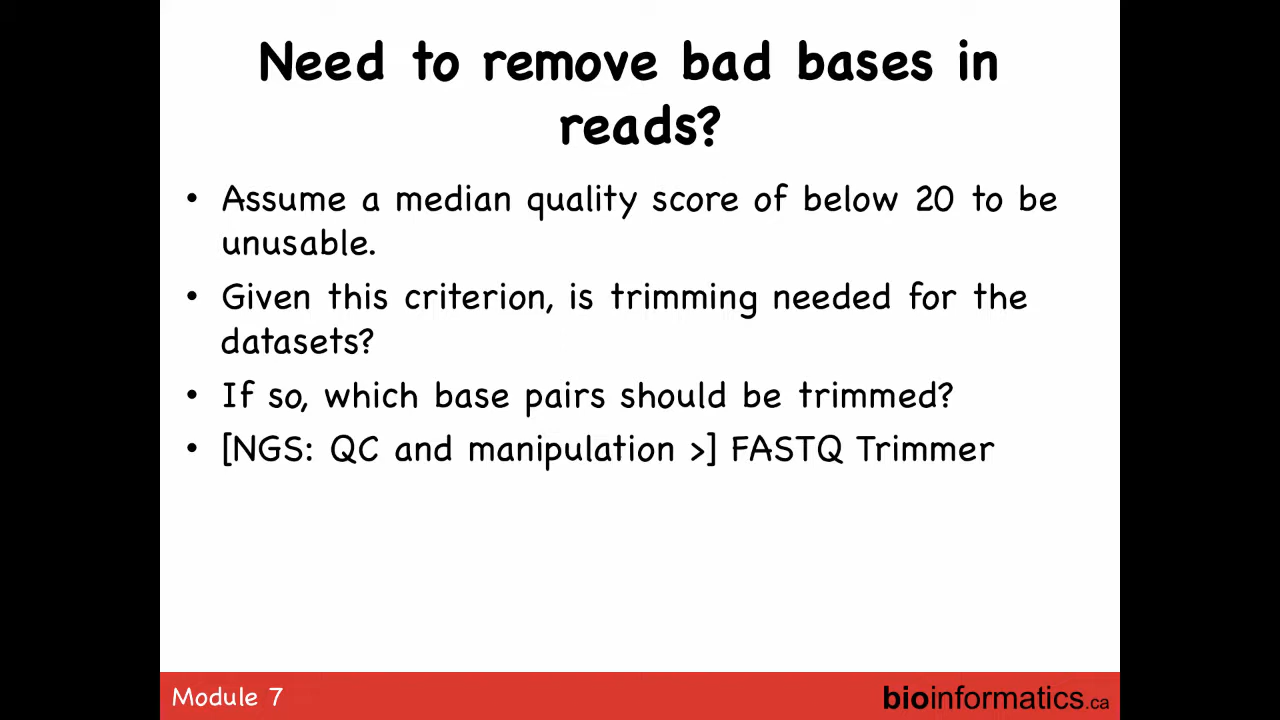 Need to remove bad bases in
reads?
• Assume a median quality score of below 20 to be
unusable.
• Given this criterion, is trimming needed for the
datasets?
• If so, which base pairs should be trimmed?
• [NGS: QC and manipulation >] FASTQ Trimmer
Module 7
bioinformatics.ca